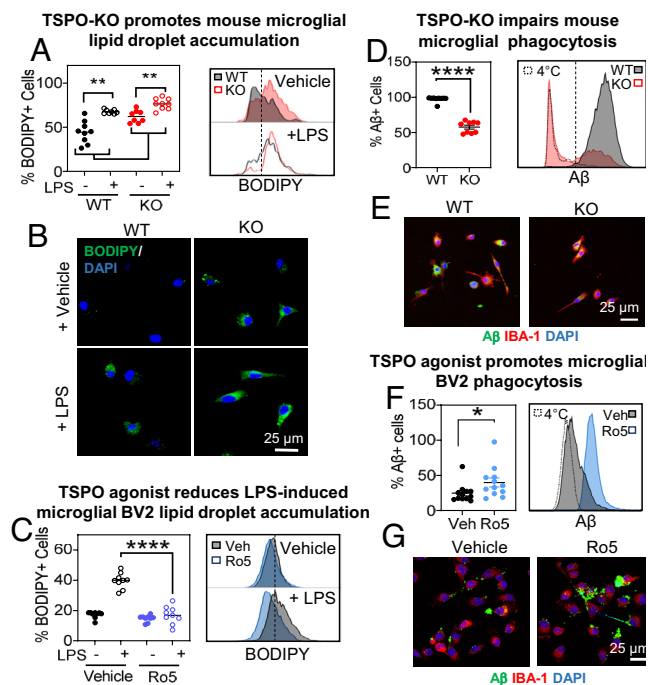 TSPO-KO promotes mouse microglial
lipid droplet accumulation
A
% BODIPY+ Cells
150
100
50
0
**
**
LPS - + - +
WT KO
WT
KO
Vehicle
+LPS
BODIPY
B
WT KO
BODIPY/
DAPI
+ Vehicle
+ LPS
25 µm
TSPO agonist reduces LPS-induced
microglial BV2 lipid droplet accumulation
C
% BODIPY+ Cells
80
60
40
20
0
****
LPS - + - +
Vehicle Ro5
Veh
Ro5
Vehicle
+ LPS
BODIPY
TSPO-KO impairs mouse
microglial phagocytosis
D
% Aβ+ Cells
150
100
50
0
****
WT KO
4°C
WT
KO
Aβ
E
WT KO
25 µm
Aβ IBA-1 DAPI
TSPO agonist promotes microglial
BV2 phagocytosis
F
% Aβ+ cells
150
100
50
0
*
Veh Ro5
4°C
Veh
Ro5
Aβ
G
Vehicle Ro5
25 µm
Aβ IBA-1 DAPI